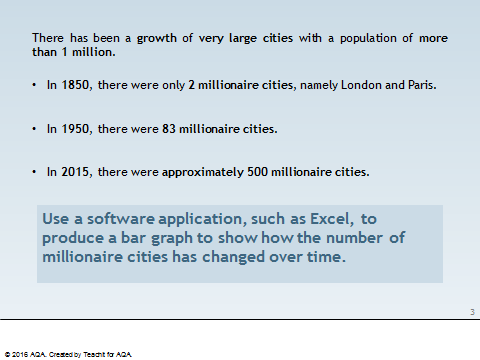 There has been a growth of very large cities with a population of more
than 1 million.
• In 1850, there were only 2 millionaire cities, namely London and Paris.
• In 1950, there were 83 millionaire cities.
• In 2015, there were approximately 500 millionaire cities.
Use a software application, such as Excel, to
produce a bar graph to show how the number of
millionaire cities has changed over time.
3
© 2016 AQA. Created by Teachit for AQA.